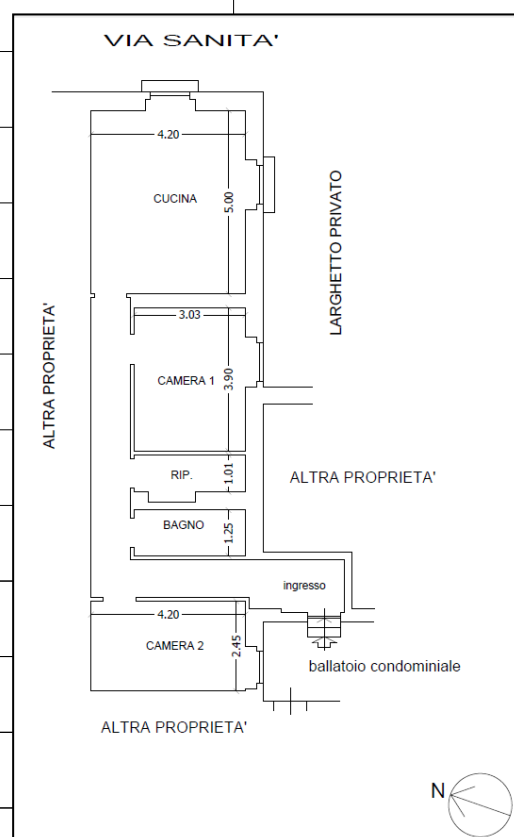 VIA SANITA'
4.20
CUCINA
5.00
LARGHETTO PRIVATO
3.03
ALTRA PROPRIETA'
CAMERA 1
3.90
RIP.
1.01
ALTRA PROPRIETA'
BAGNO
1.25
ingresso
4.20
CAMERA 2
2.45
ballatoio condominiale
ALTRA PROPRIETA'
N